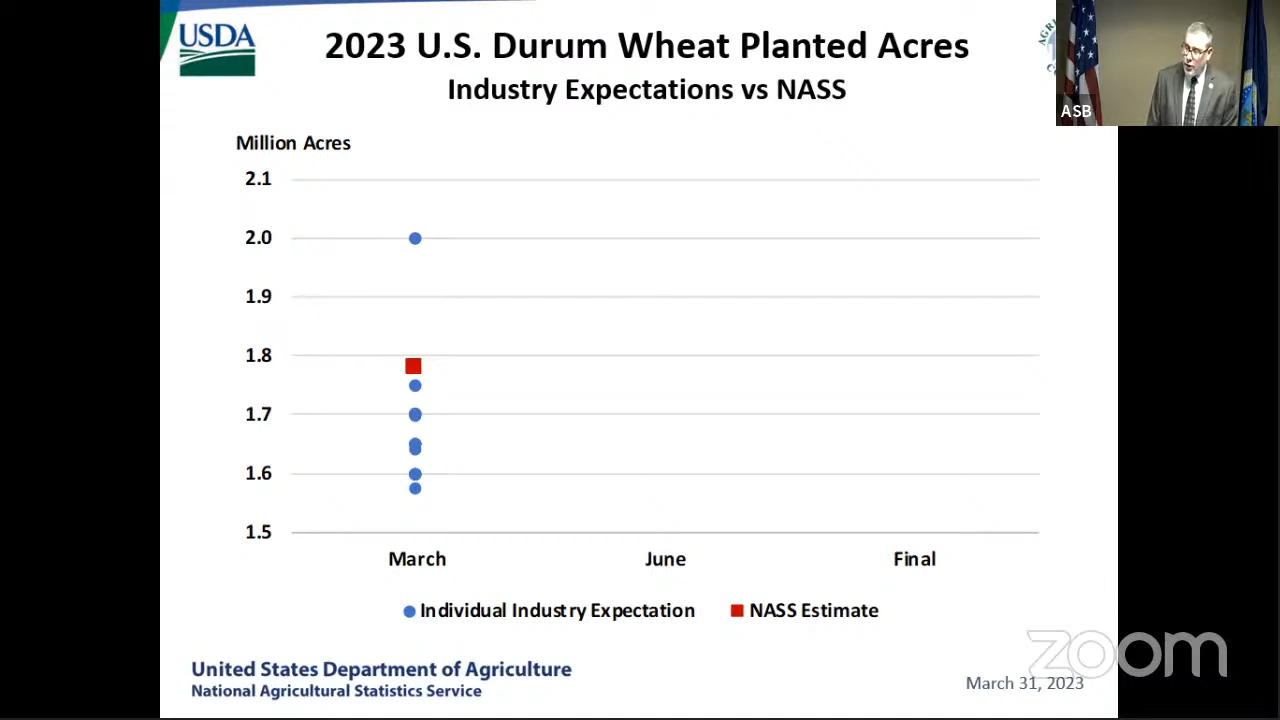 USDA
2023 U.S. Durum Wheat Planted Acres
Industry Expectations vs NASS
ASB
Million Acres
2.1
2.0
1.9
1.8
1.7
1.6
1.5
March June Final
Individual Industry Expectation NASS Estimate
United States Department of Agriculture
National Agricultural Statistics Service
March 31, 2023
zoom